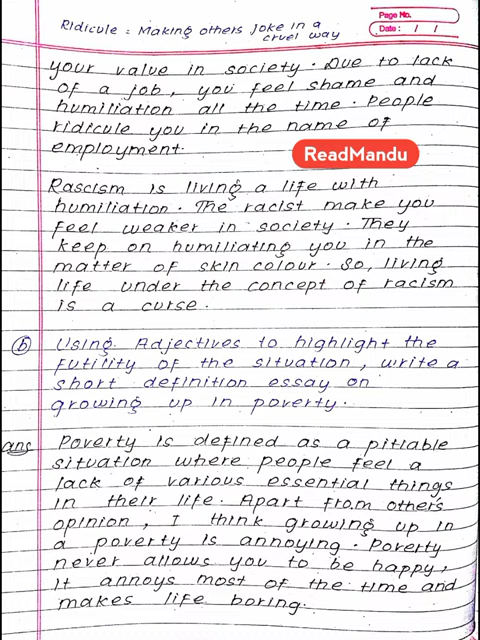 Ridicule = Making others joke in a
cruel way
Page No.
Date: / /
your value in society. Due to lack
of a job, you feel shame and
humiliation all the time. People
ridicule you in the name of
employment.
ReadMandu
Rascism is living a life with
humiliation. The racist make you
feel weaker in society. They
keep on humiliating you in the
matter of skin colour. So, living
life under the concept of racism
is a curse.
(b) Using Adjectives to highlight the
futility of the situation, write a
short definition essay on
growing up in poverty.
ans Poverty is defined as a pitiable
situation where people feel a
lack of various essential things
in their life. Apart from other's
opinion, I think growing up in
a poverty is annoying. Poverty
never allows you to be happy,
it annoys most of the time and
makes life boring.